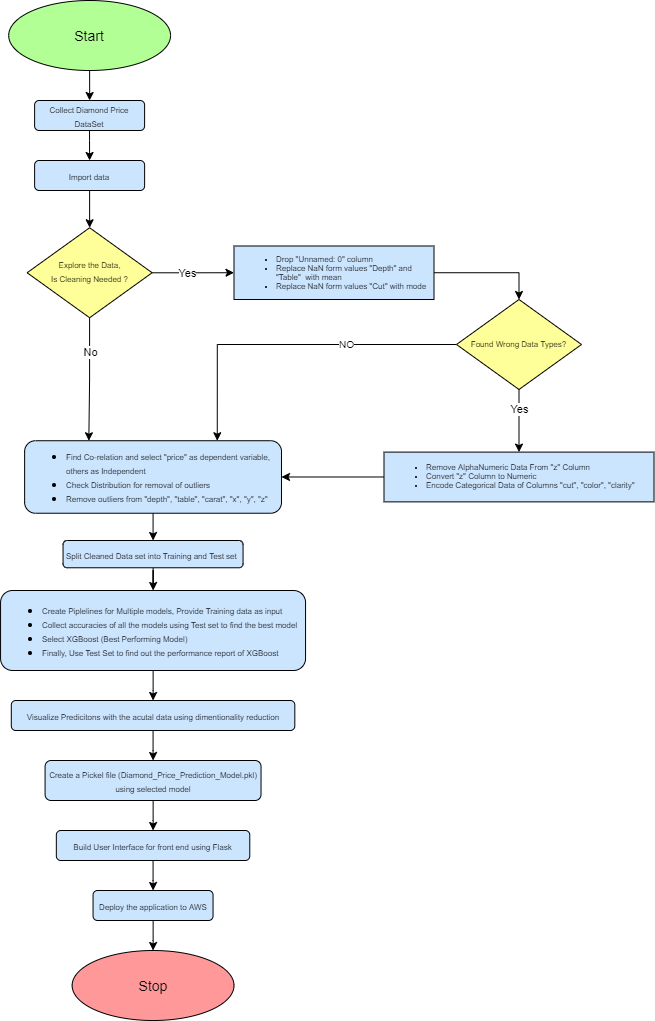 Start
Collect Diamond Price
DataSet
Import data
Explore the Data,
Is Cleaning Needed ?
Yes
Drop "Unnamed: 0" column
Replace NaN form values "Depth" and
"Table" with mean
Replace NaN form values "Cut" with mode
Found Wrong Data Types?
NO
No
Yes
Find Co-relation and select "price" as dependent variable,
others as Independent
Check Distribution for removal of outliers
Remove outliers from "depth", "table", "carat", "x", "y", "z"
Remove AlphaNumeric Data From "z" Column
Convert "z" Column to Numeric
Encode Categorical Data of Columns "cut", "color", "clarity"
Split Cleaned Data set into Training and Test set
Create Piplelines for Multiple models, Provide Training data as input
Collect accuracies of all the models using Test set to find the best model
Select XGBoost (Best Performing Model)
Finally, Use Test Set to find out the performance report of XGBoost
Visualize Predicitons with the acutal data using dimentionality reduction
Create a Pickel file (Diamond_Price_Prediction_Model.pkl)
using selected model
Build User Interface for front end using Flask
Deploy the application to AWS
Stop